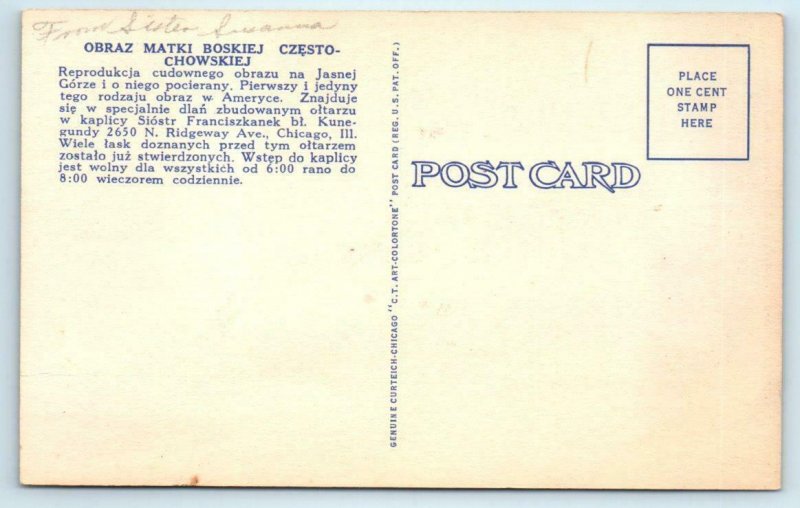 From Sister Susanna
OBRAZ MATKI BOSKIEJ CZĘSTO-
CHOWSKIEJ
Reprodukcja cudownego obrazu na Jasnej
Górze i o niego pocierany. Pierwszy i jedyny
tego rodzaju obraz w Ameryce. Znajduje
się w specjalnie dlań zbudowanym ołtarzu
w kaplicy Sióstr Franciszkanek bł. Kune-
gundy 2650 N. Ridgeway Ave., Chicago, Ill.
Wiele łask doznanych przed tym ołtarzem
zostało już stwierdzonych. Wstęp do kaplicy
jest wolny dla wszystkich od 6:00 rano do
8:00 wieczorem codziennie.
GENUINE CURTEICH-CHICAGO "C.T. ART-COLORTONE" POST CARD (REG. U.S. PAT. OFF.)
POST CARD
PLACE
ONE CENT
STAMP
HERE